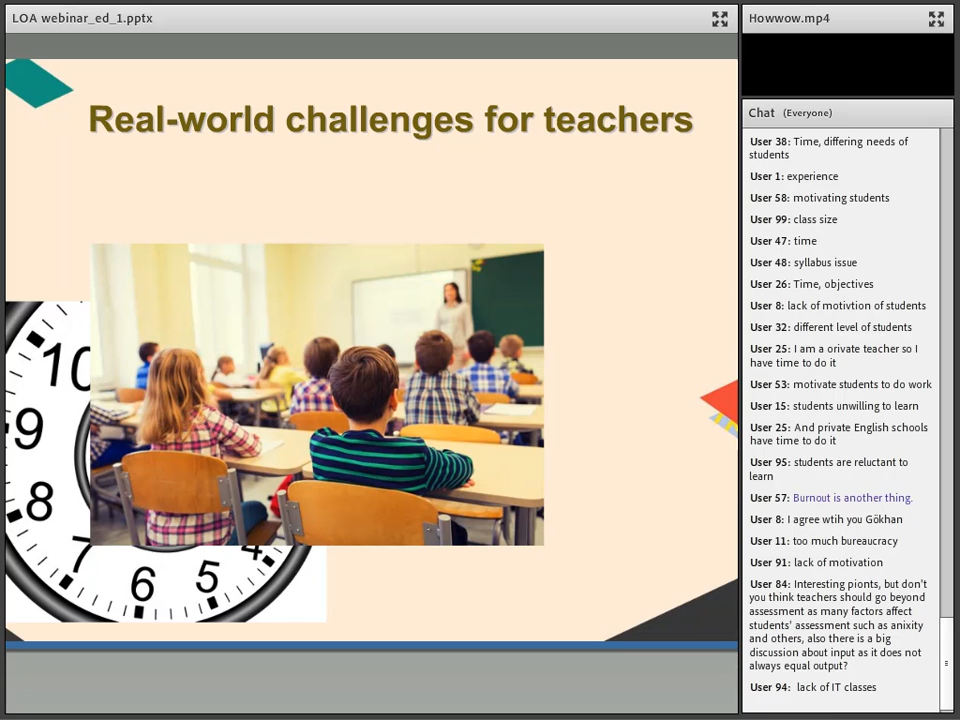 LOA webinar_ed_1.pptx
Real-world challenges for teachers
10
9
8
7
6
5
4
Howwow.mp4
Chat (Everyone)
User 38: Time, differing needs of
students
User 1: experience
User 58: motivating students
User 99: class size
User 47: time
User 48: syllabus issue
User 26: Time, objectives
User 8: lack of motivtion of students
User 32: different level of students
User 25: I am a orivate teacher so I
have time to do it
User 53: motivate students to do work
User 15: students unwilling to learn
User 25: And private English schools
have time to do it
User 95: students are reluctant to
learn
User 57: Burnout is another thing.
User 8: I agree wtih you Gökhan
User 11: too much bureaucracy
User 91: lack of motivation
User 84: Interesting pionts, but don't
you think teachers should go beyond
assessment as many factors affect
students' assessment such as anixity
and others, also there is a big
discussion about input as it does not
always equal output?
User 94: lack of IT classes